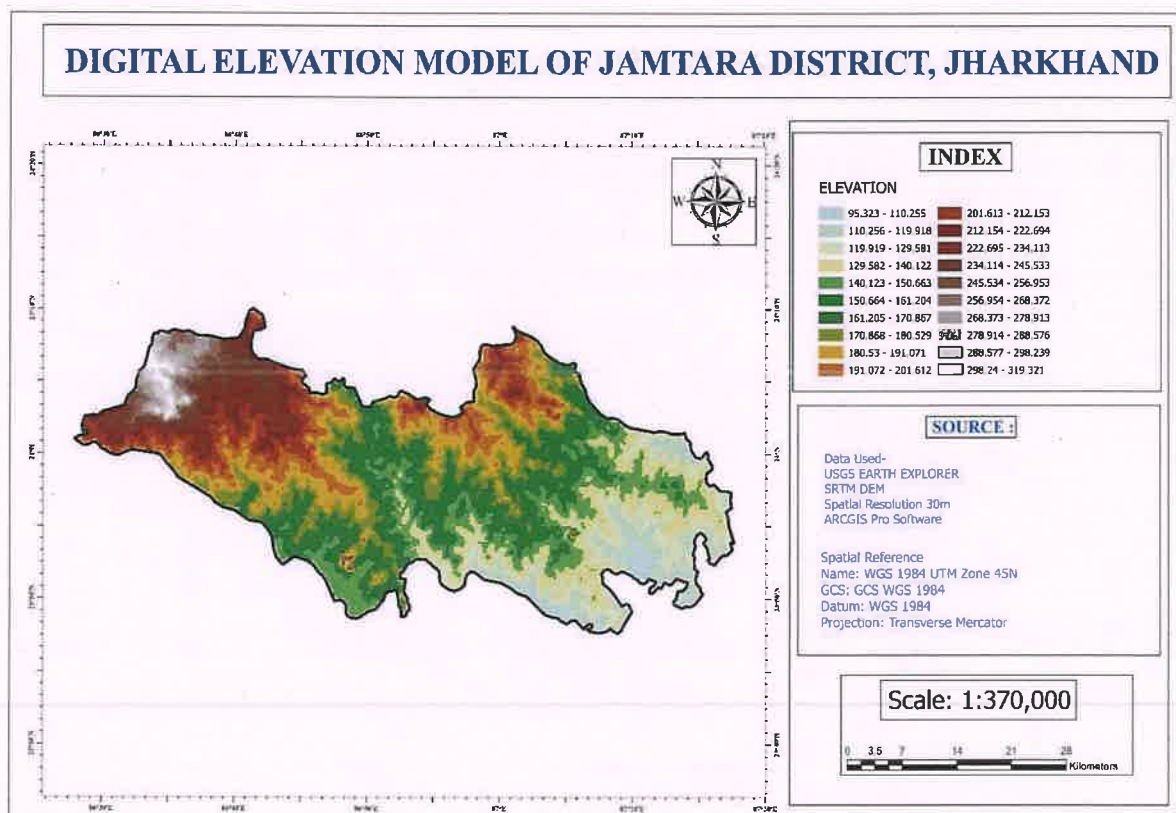 DIGITAL ELEVATION MODEL OF JAMTARA DISTRICT, JHARKHAND
87°E
N
W E
S
24°N
87°E
INDEX
ELEVATION
95.323 - 110.255
110.256 - 119.918
119.919 - 129.581
129.582 - 140.122
140.123 - 150.663
150.664 - 161.204
161.205 - 170.867
170.868 - 180.529
180.53 - 191.071
191.072 - 201.612
201.613 - 212.153
212.154 - 222.694
222.695 - 234.113
234.114 - 245.533
245.534 - 256.953
256.954 - 268.372
268.373 - 278.913
278.914 - 288.576
288.577 - 298.239
298.24 - 319.321
SOURCE :
Data Used-
USGS EARTH EXPLORER
SRTM DEM
Spatial Resolution 30m
ARCGIS Pro Software
Spatial Reference
Name: WGS 1984 UTM Zone 45N
GCS: GCS WGS 1984
Datum: WGS 1984
Projection: Transverse Mercator
Scale: 1:370,000
0 3.5 7 14 21 28
Kilometers